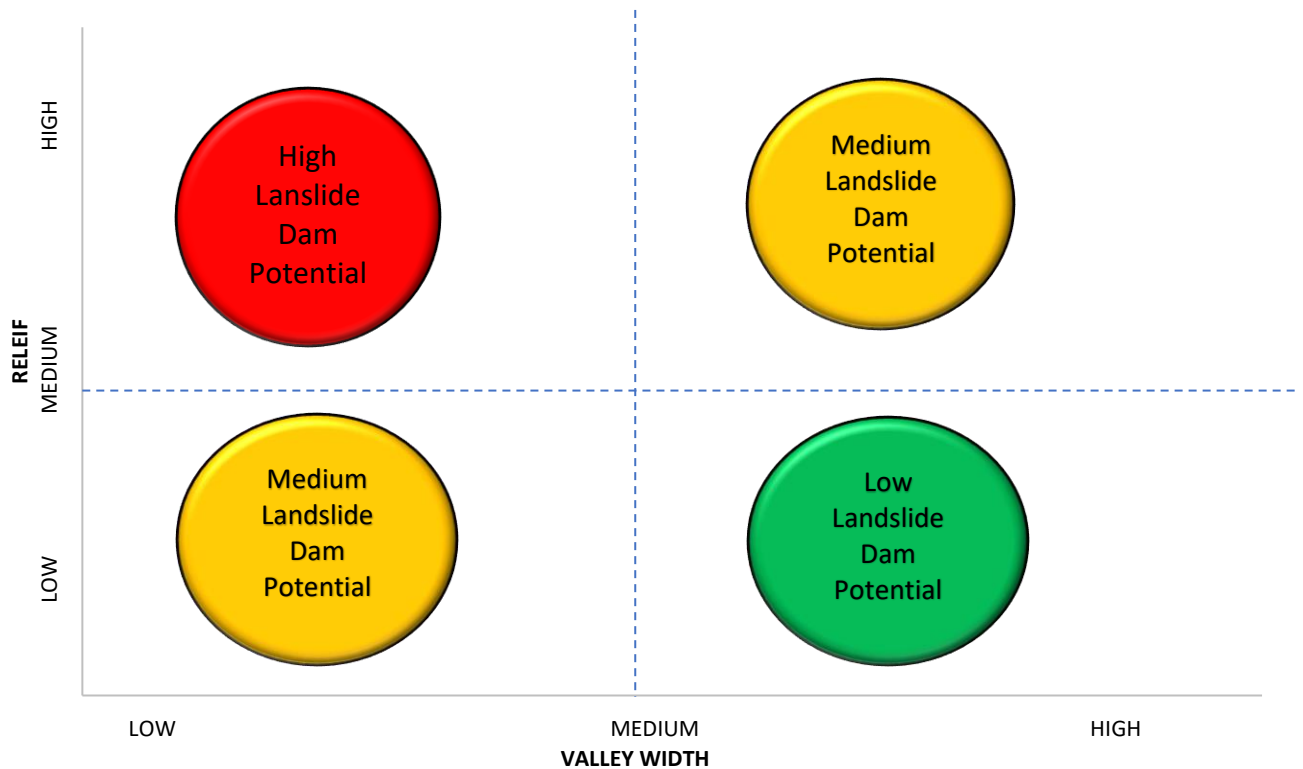 HIGH
MEDIUM
LOW
RELEIF
High
Lanslide
Dam
Potential
Medium
Landslide
Dam
Potential
Medium
Landslide
Dam
Potential
Low
Landslide
Dam
Potential
LOW
MEDIUM
HIGH
VALLEY WIDTH